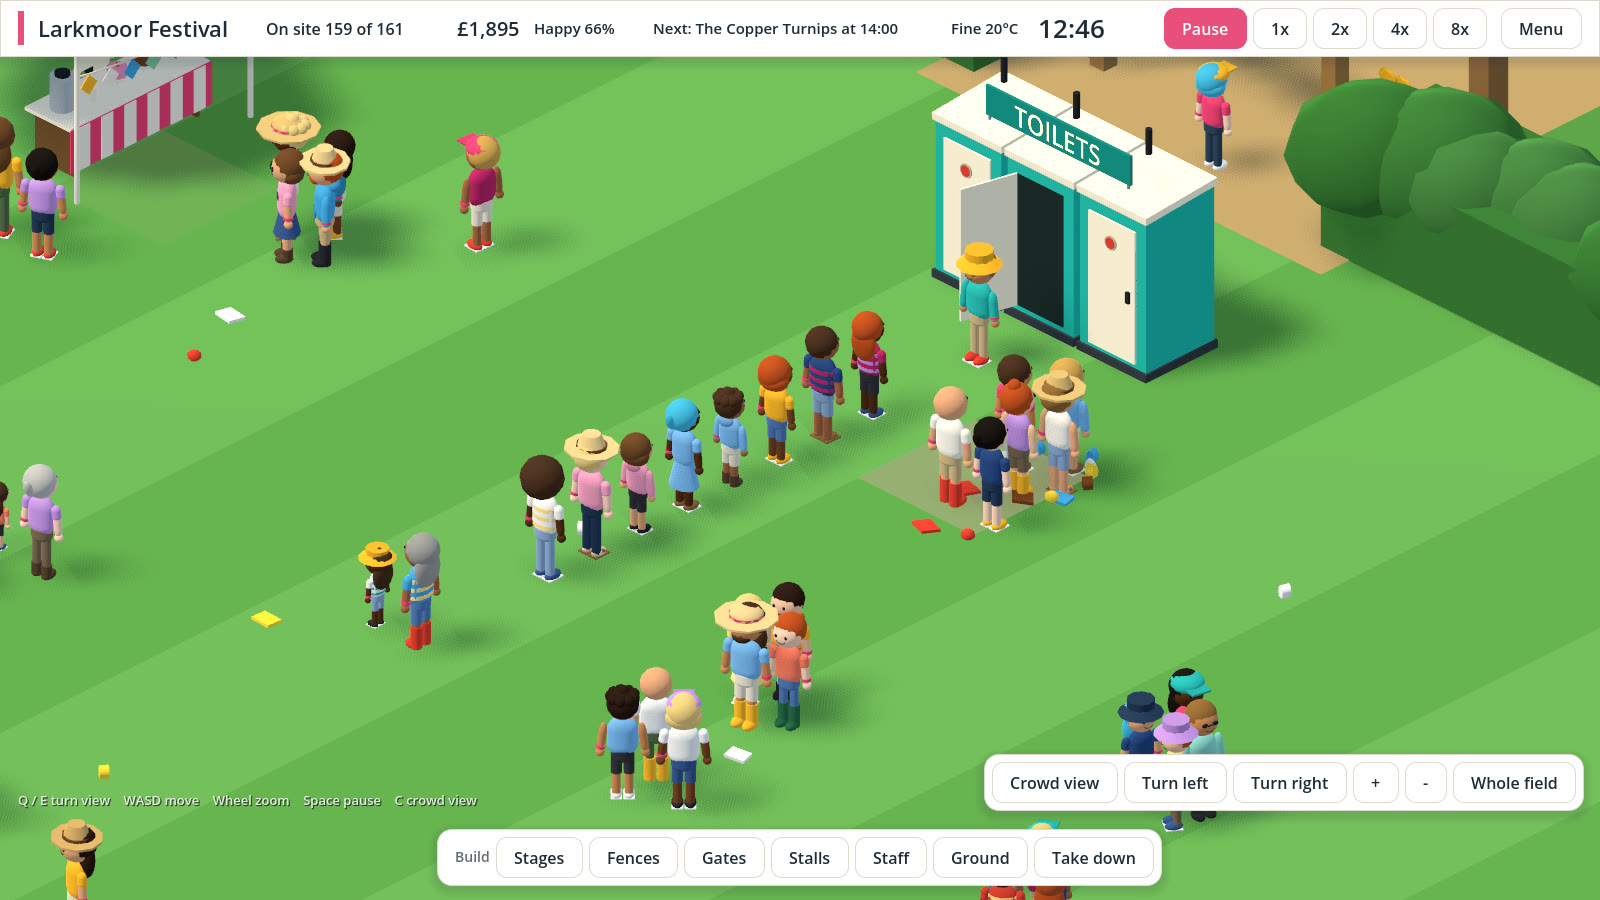 Larkmoor Festival
On site 159 of 161
£1,895
Happy 66%
Next: The Copper Turnips at 14:00
Fine 20°C
12:46
Pause
1x
2x
4x
8x
Menu
TOILETS
Crowd view
Turn left
Turn right
+
-
Whole field
Q / E turn view
WASD move
Wheel zoom
Space pause
C crowd view
Build
Stages
Fences
Gates
Stalls
Staff
Ground
Take down